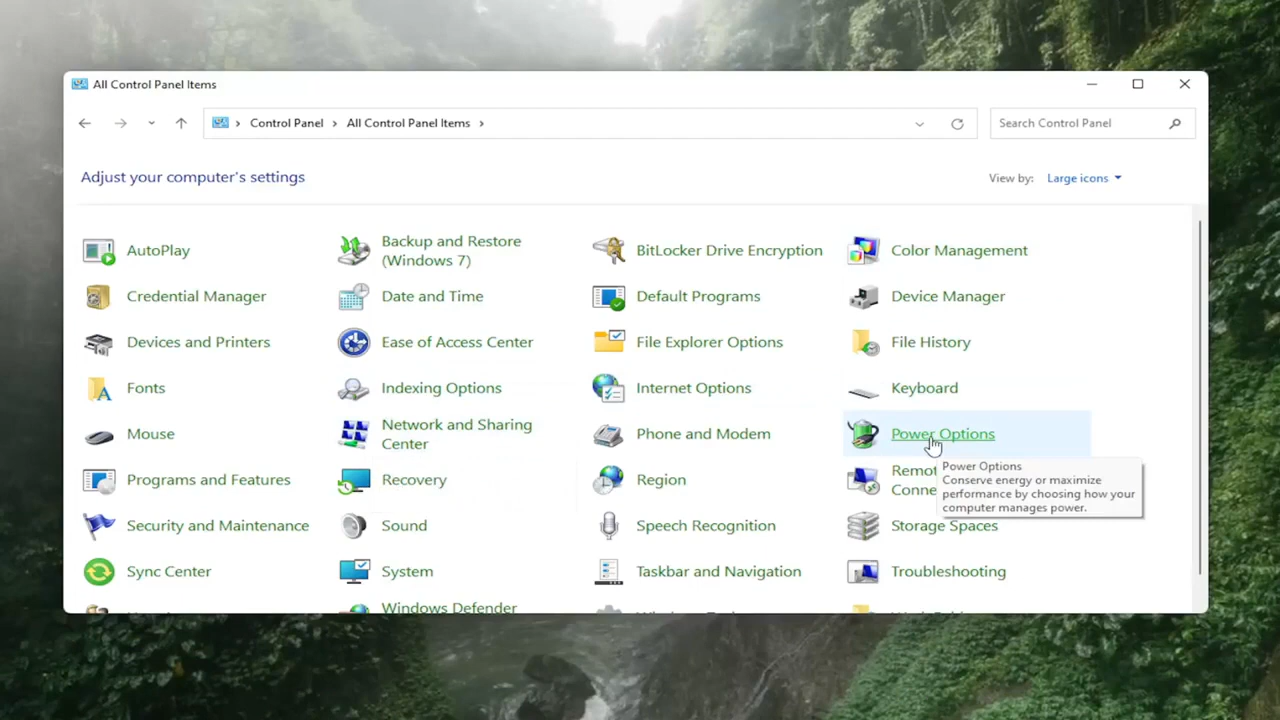 All Control Panel Items
Control Panel > All Control Panel Items >
Search Control Panel
Adjust your computer's settings
View by: Large icons
AutoPlay
Backup and Restore
(Windows 7)
BitLocker Drive Encryption
Color Management
Credential Manager
Date and Time
Default Programs
Device Manager
Devices and Printers
Ease of Access Center
File Explorer Options
File History
Fonts
Indexing Options
Internet Options
Keyboard
Mouse
Network and Sharing
Center
Phone and Modem
Power Options
Programs and Features
Recovery
Region
Remot
Conne
Power Options
Conserve energy or maximize
performance by choosing how your
computer manages power.
Security and Maintenance
Sound
Speech Recognition
Storage Spaces
Sync Center
System
Taskbar and Navigation
Troubleshooting
Windows Defender